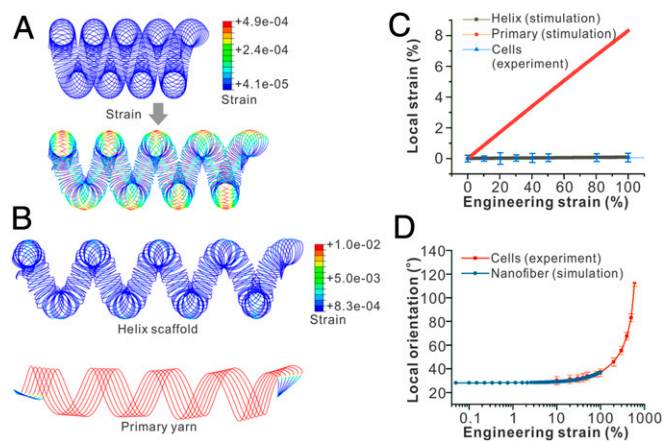 A
+4.9e-04
+2.4e-04
+4.1e-05
Strain
Strain
B
+1.0e-02
+5.0e-03
+8.3e-04
Strain
Helix scaffold
Primary yarn
C
Helix (stimulation)
Primary (stimulation)
Cells
(experiment)
Local strain (%)
8
6
4
2
0
0 20 40 60 80 100
Engineering strain (%)
D
Cells (experiment)
Nanofiber (simulation)
Local orientation (°)
140
120
100
80
60
40
20
0.1 1 10 100 1000
Engineering strain (%)